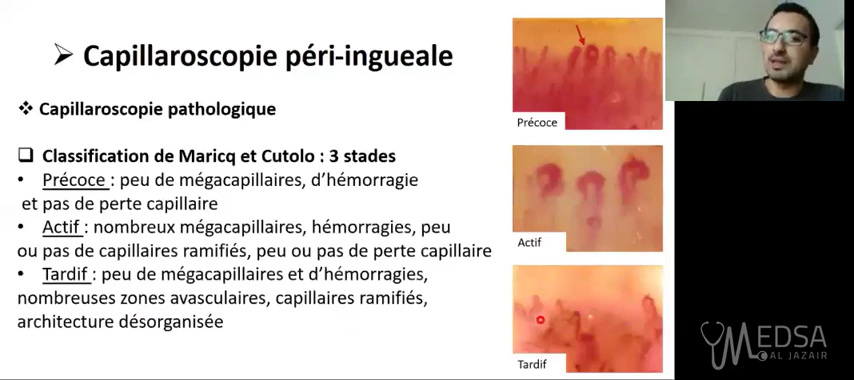 ➢ Capillaroscopie péri-ingueale
❖ Capillaroscopie pathologique
❑ Classification de Maricq et Cutolo : 3 stades
• Précoce : peu de mégacapillaires, d’hémorragie
et pas de perte capillaire
• Actif : nombreux mégacapillaires, hémorragies, peu
ou pas de capillaires ramifiés, peu ou pas de perte capillaire
• Tardif : peu de mégacapillaires et d’hémorragies,
nombreuses zones avasculaires, capillaires ramifiés,
architecture désorganisée
Précoce
Actif
Tardif
MEDSA
AL JAZAIR